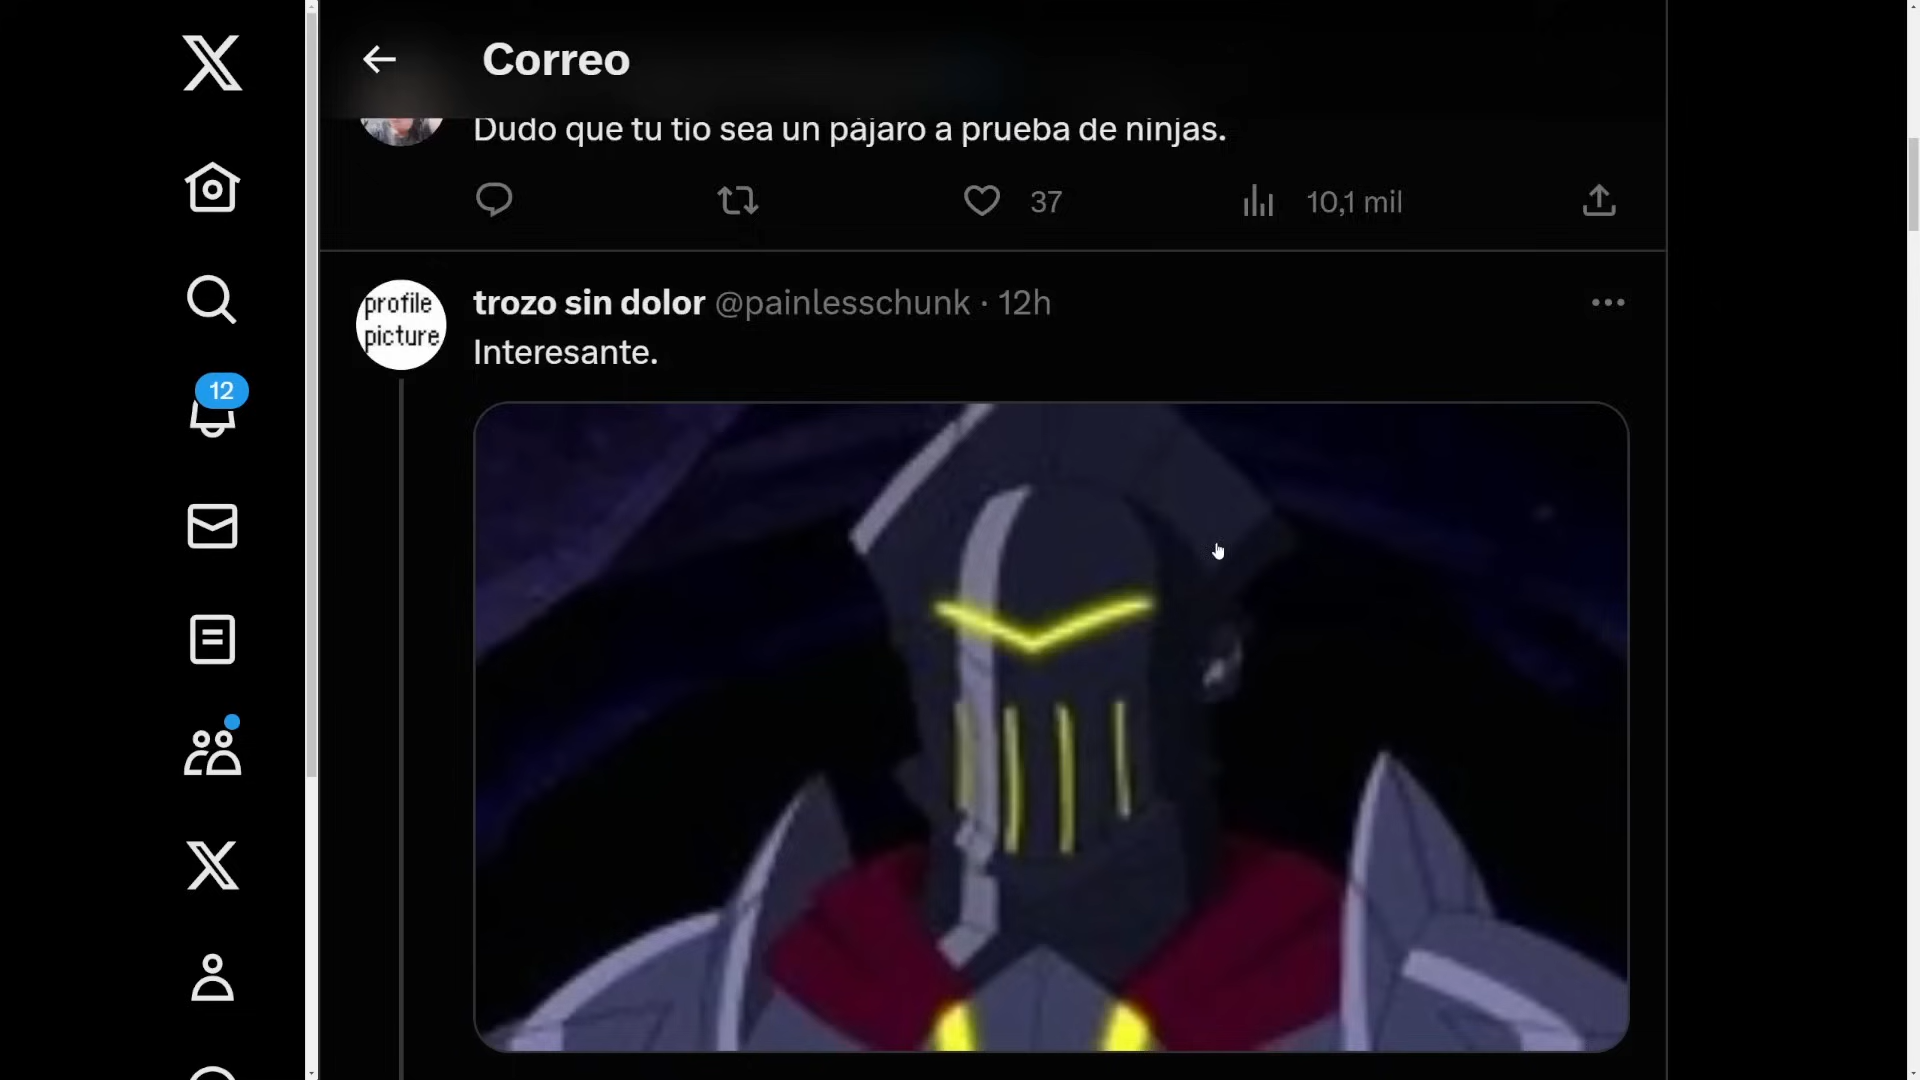 Correo
Dudo que tu tío sea un pájaro a prueba de ninjas.
37
10,1 mil
profile
picture
trozo sin dolor @painlesschunk · 12h
Interesante.
12